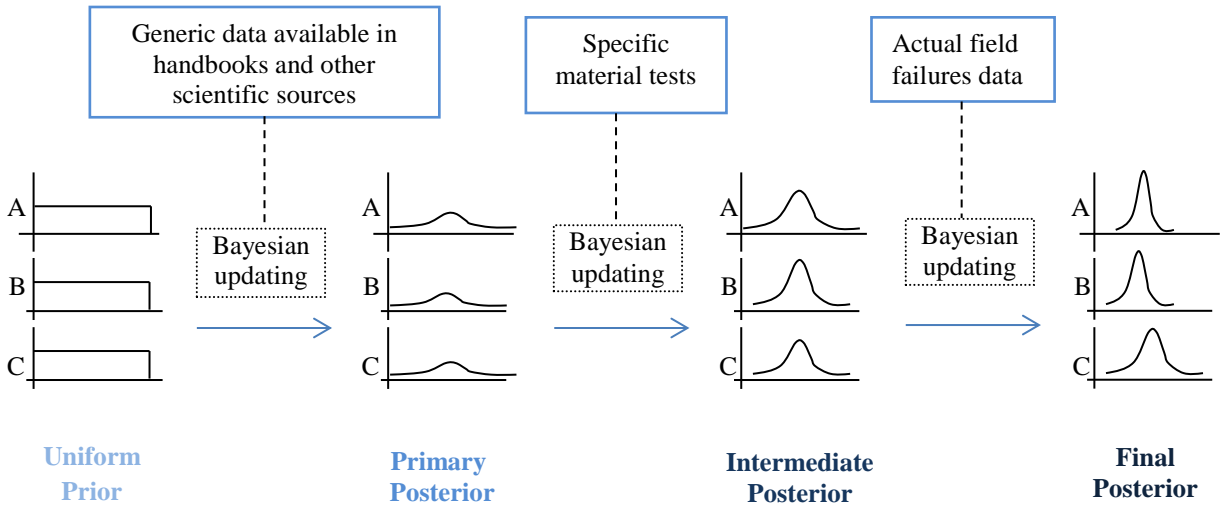 Generic data available in
handbooks and other
scientific sources
Specific
material tests
Actual field
failures data
A
B
C
Bayesian
updating
A
B
C
Bayesian
updating
A
B
C
Bayesian
updating
A
B
C
Uniform
Prior
Primary
Posterior
Intermediate
Posterior
Final
Posterior